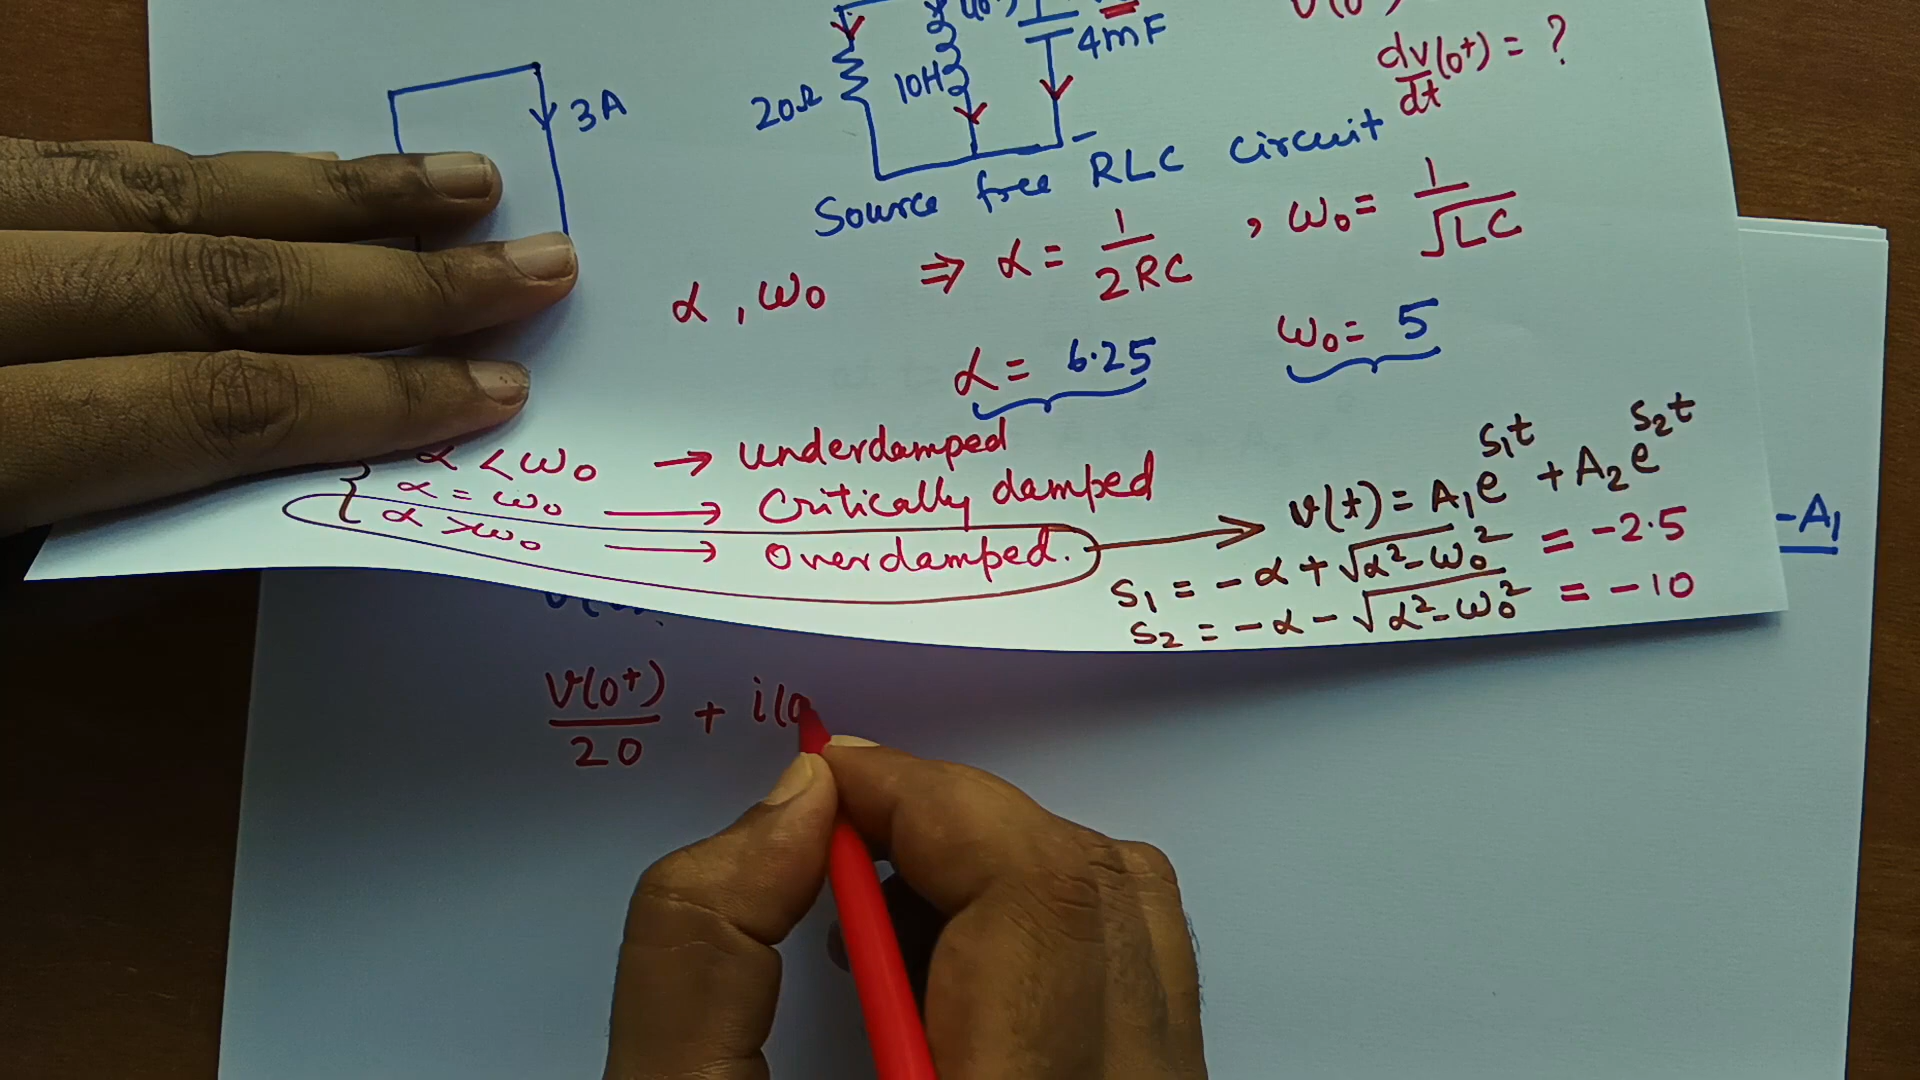 3A
20Ω
10H
4mF
dv/dt(0+) = ?
Source free RLC circuit
α , ω0 ⇒ α = 1/2RC , ω0 = 1/√LC
α = 6.25 ω0 = 5
α < ω0 → underdamped
α = ω0 → Critically damped
α > ω0 → Overdamped.
v(t) = A1e^s1t + A2e^s2t
s1 = -α + √α²-ω0² = -2.5
s2 = -α - √α²-ω0² = -10
-A1
v(0+)/20 + i(0